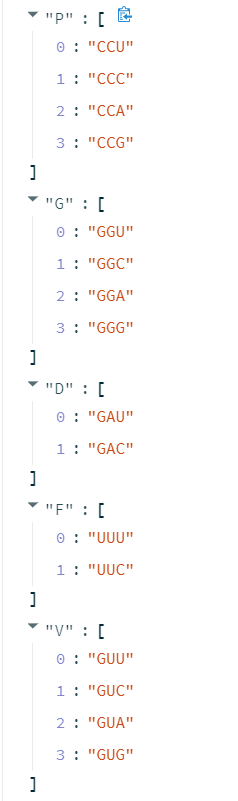 "P" : [
0 : "CCU"
1 : "CCC"
2 : "CCA"
3 : "CCG"
]
"G" : [
0 : "GGU"
1 : "GGC"
2 : "GGA"
3 : "GGG"
]
"D" : [
0 : "GAU"
1 : "GAC"
]
"F" : [
0 : "UUU"
1 : "UUC"
]
"V" : [
0 : "GUU"
1 : "GUC"
2 : "GUA"
3 : "GUG"
]